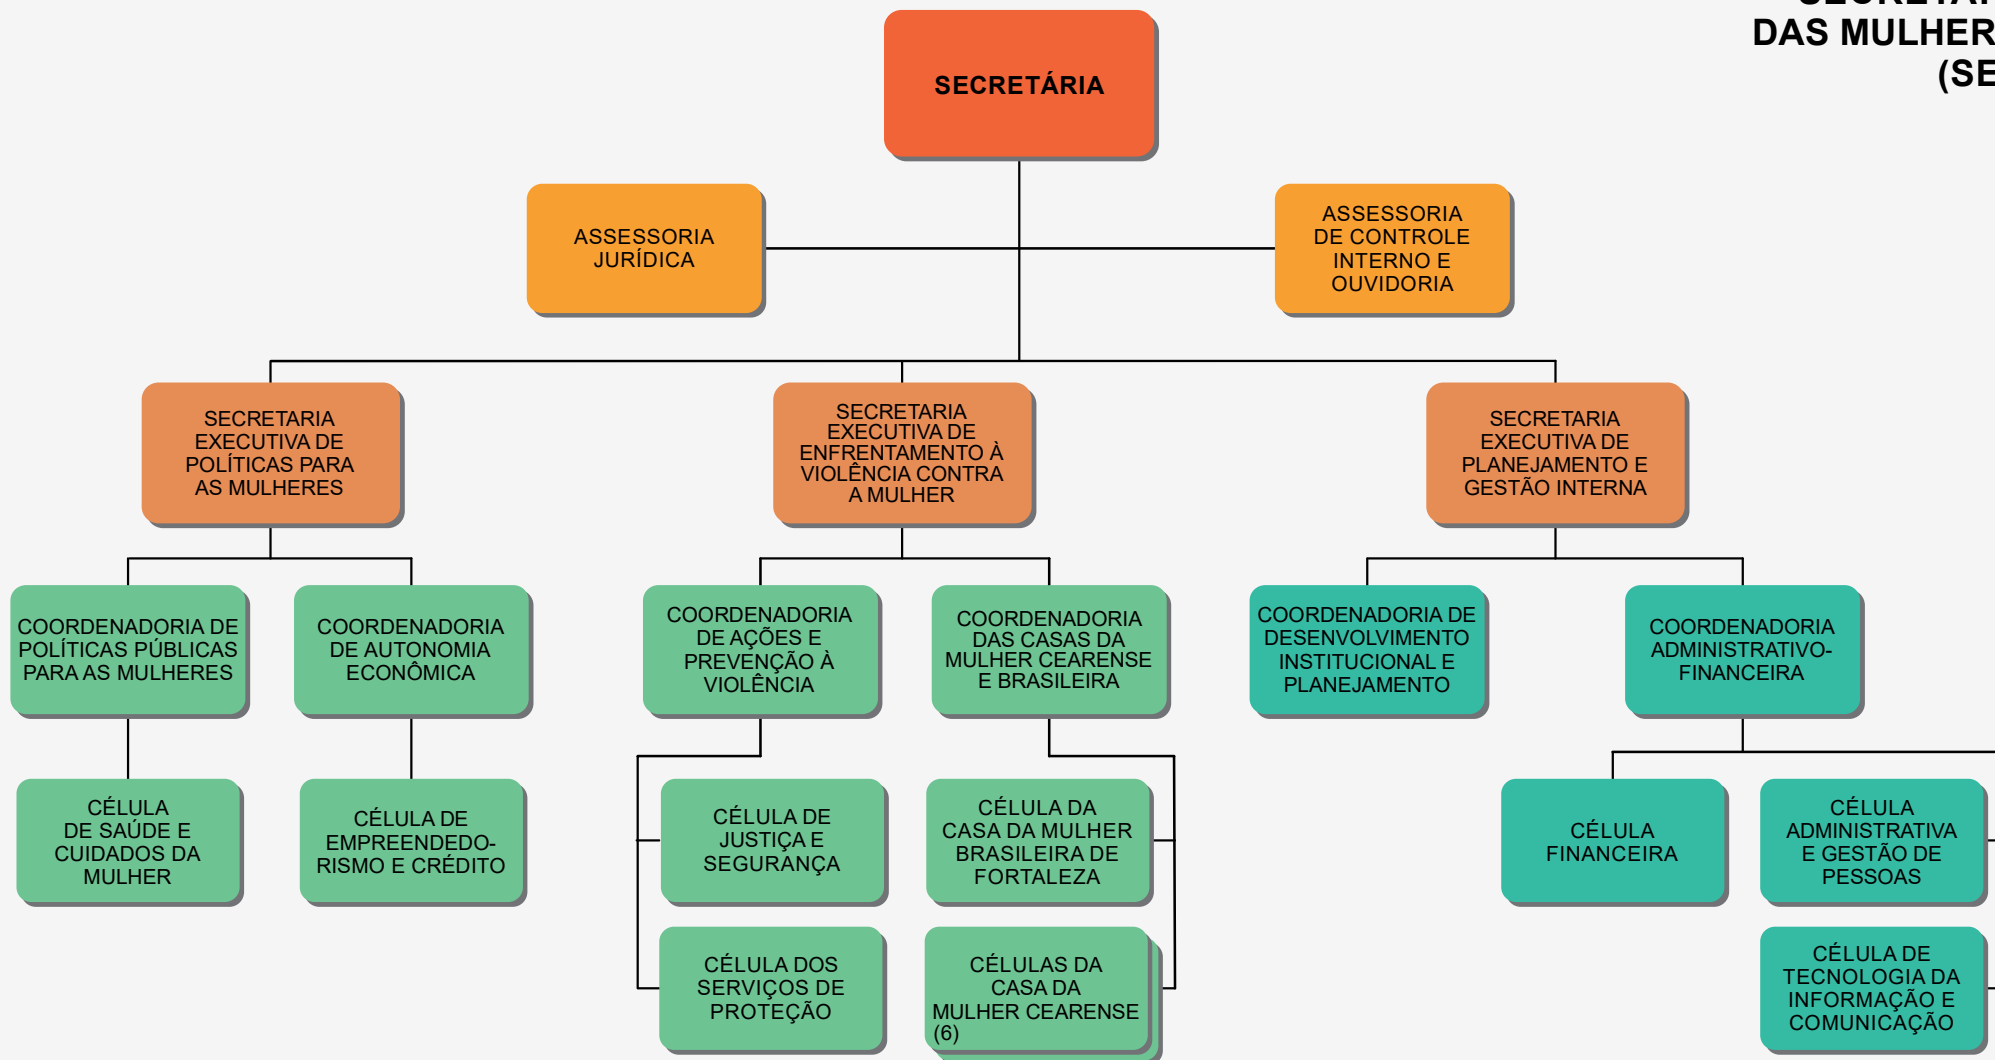 DAS MULHER
(SE
SECRETÁRIA
ASSESSORIA
JURÍDICA
ASSESSORIA
DE CONTROLE
INTERNO E
OUVIDORIA
SECRETARIA
EXECUTIVA DE
POLÍTICAS PARA
AS MULHERES
SECRETARIA
EXECUTIVA DE
ENFRENTAMENTO À
VIOLÊNCIA CONTRA
A MULHER
SECRETARIA
EXECUTIVA DE
PLANEJAMENTO E
GESTÃO INTERNA
COORDENADORIA DE
POLÍTICAS PÚBLICAS
PARA AS MULHERES
COORDENADORIA
DE AUTONOMIA
ECONÔMICA
COORDENADORIA
DE AÇÕES E
PREVENÇÃO À
VIOLÊNCIA
COORDENADORIA
DAS CASAS DA
MULHER CEARENSE
E BRASILEIRA
COORDENADORIA DE
DESENVOLVIMENTO
INSTITUCIONAL E
PLANEJAMENTO
COORDENADORIA
ADMINISTRATIVO-
FINANCEIRA
CÉLULA
DE SAÚDE E
CUIDADOS DA
MULHER
CÉLULA DE
EMPREENDEDO-
RISMO E CRÉDITO
CÉLULA DE
JUSTIÇA E
SEGURANÇA
CÉLULA DA
CASA DA MULHER
BRASILEIRA DE
FORTALEZA
CÉLULA
FINANCEIRA
CÉLULA
ADMINISTRATIVA
E GESTÃO DE
PESSOAS
CÉLULA DOS
SERVIÇOS DE
PROTEÇÃO
CÉLULAS DA
CASA DA
MULHER CEARENSE
(6)
CÉLULA DE
TECNOLOGIA DA
INFORMAÇÃO E
COMUNICAÇÃO